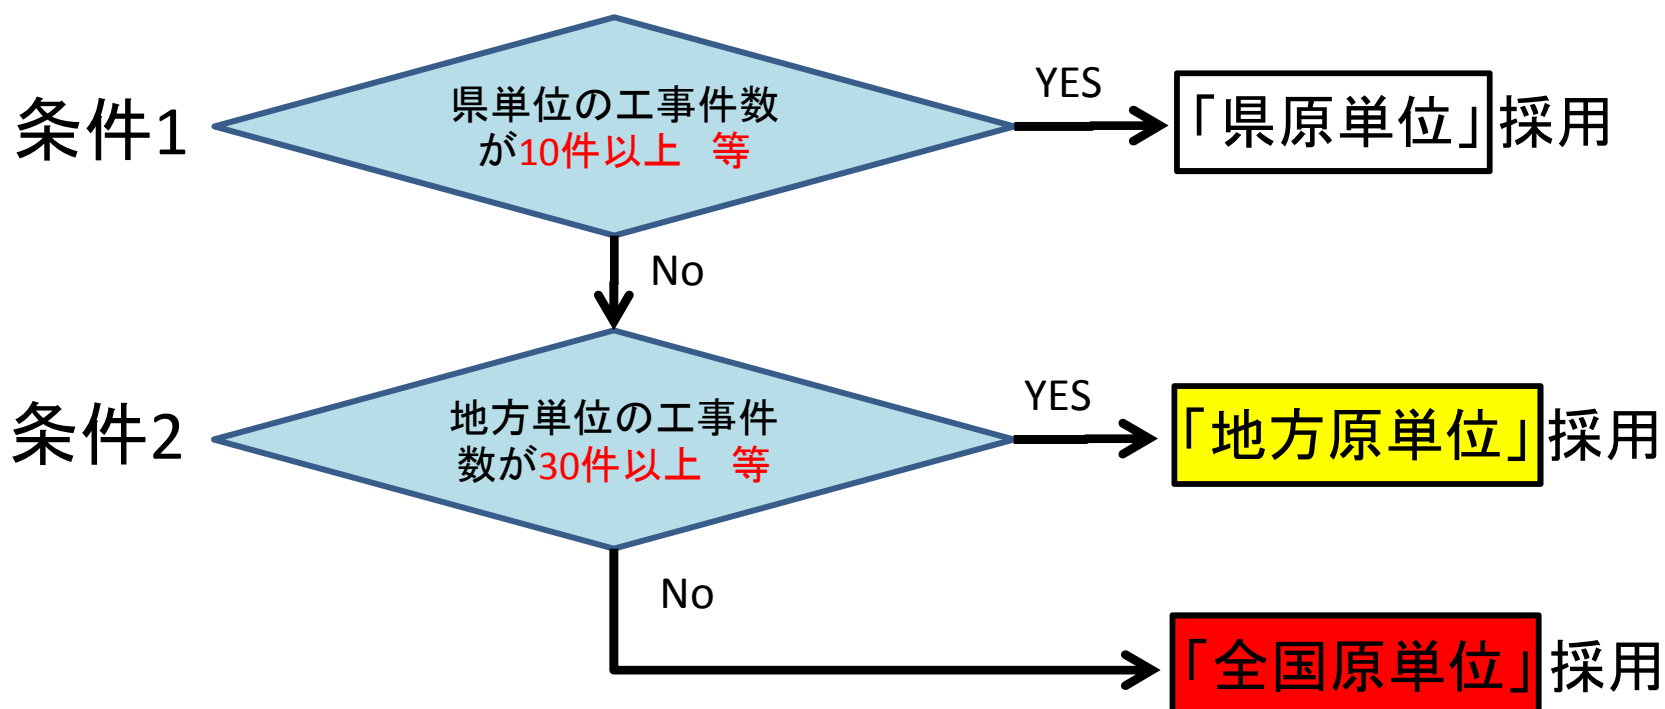 条件1
県単位の工事件数
が10件以上 等
YES
「県原単位」採用
No
条件2
地方単位の工事件
数が30件以上 等
YES
「地方原単位」採用
No
「全国原単位」採用